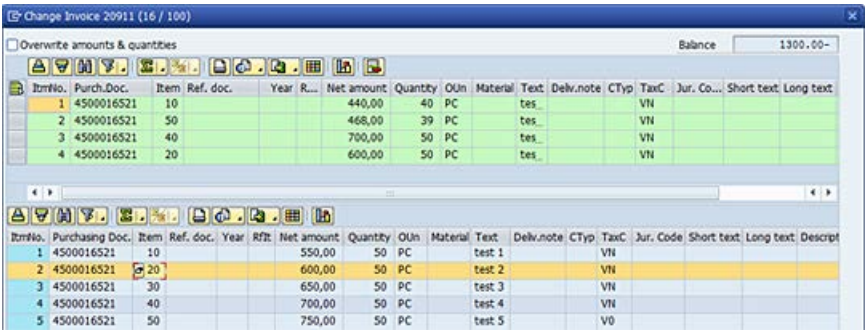 Change Invoice 20911 (16 / 100)
Overwrite amounts & quantities Balance 1300.00-
ItmNo. Purch.Doc. Item Ref. doc. Year R... Net amount Quantity OUn Material Text Deliv.note CTyp TaxC Jur. Co... Short text Long text
1 4500016521 10 440,00 40 PC tes_ VN
2 4500016521 50 468,00 39 PC tes_ VN
3 4500016521 40 700,00 50 PC tes_ VN
4 4500016521 20 600,00 50 PC tes_ VN
ItmNo. Purchasing Doc. Item Ref. doc. Year RfIt Net amount Quantity OUn Material Text Deliv.note CTyp TaxC Jur. Code Short text Long text Descript
1 4500016521 10 550,00 50 PC test 1 VN
2 4500016521 20 600,00 50 PC test 2 VN
3 4500016521 30 650,00 50 PC test 3 VN
4 4500016521 40 700,00 50 PC test 4 VN
5 4500016521 50 750,00 50 PC test 5 V0